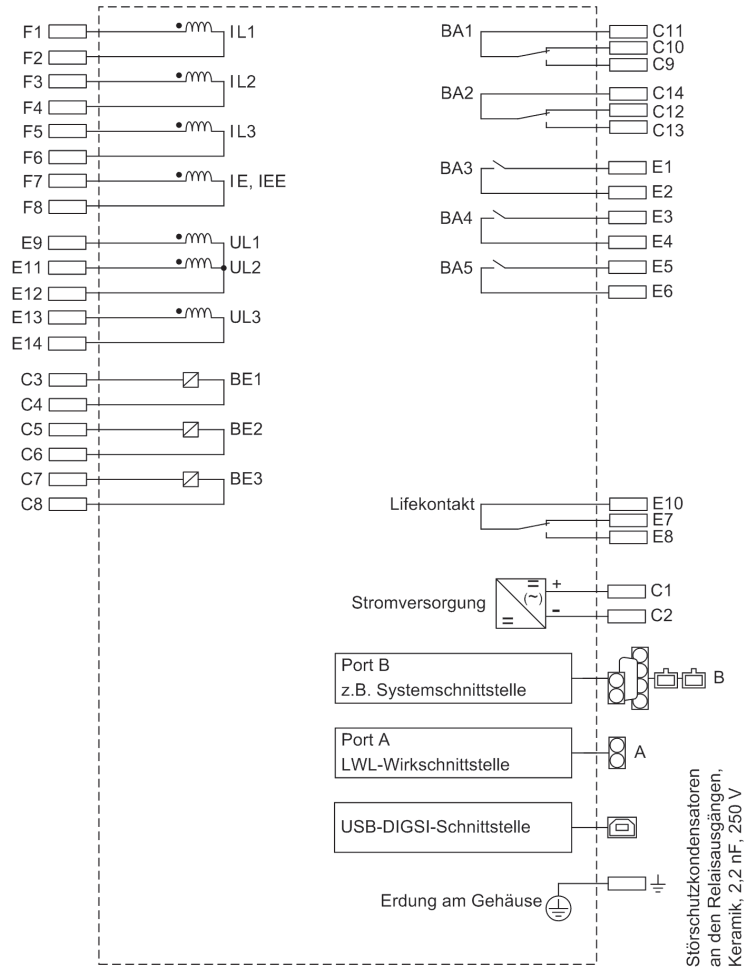 F1
IL1
F2
F3
IL2
F4
F5
IL3
F6
F7
IE, IEE
F8
E9
UL1
E11
UL2
E12
E13
UL3
E14
C3
BE1
C4
C5
BE2
C6
C7
BE3
C8
BA1
C11
C10
C9
BA2
C14
C12
C13
BA3
E1
E2
BA4
E3
E4
BA5
E5
E6
Lifekontakt
E10
E7
E8
Stromversorgung
= (~) =
+
-
C1
C2
Port B
z.B. Systemschnittstelle
B
Port A
LWL-Wirkschnittstelle
A
USB-DIGSI-Schnittstelle
Erdung am Gehäuse
Störschutzkondensatoren
an den Relaisausgängen,
Keramik, 2,2 nF, 250 V